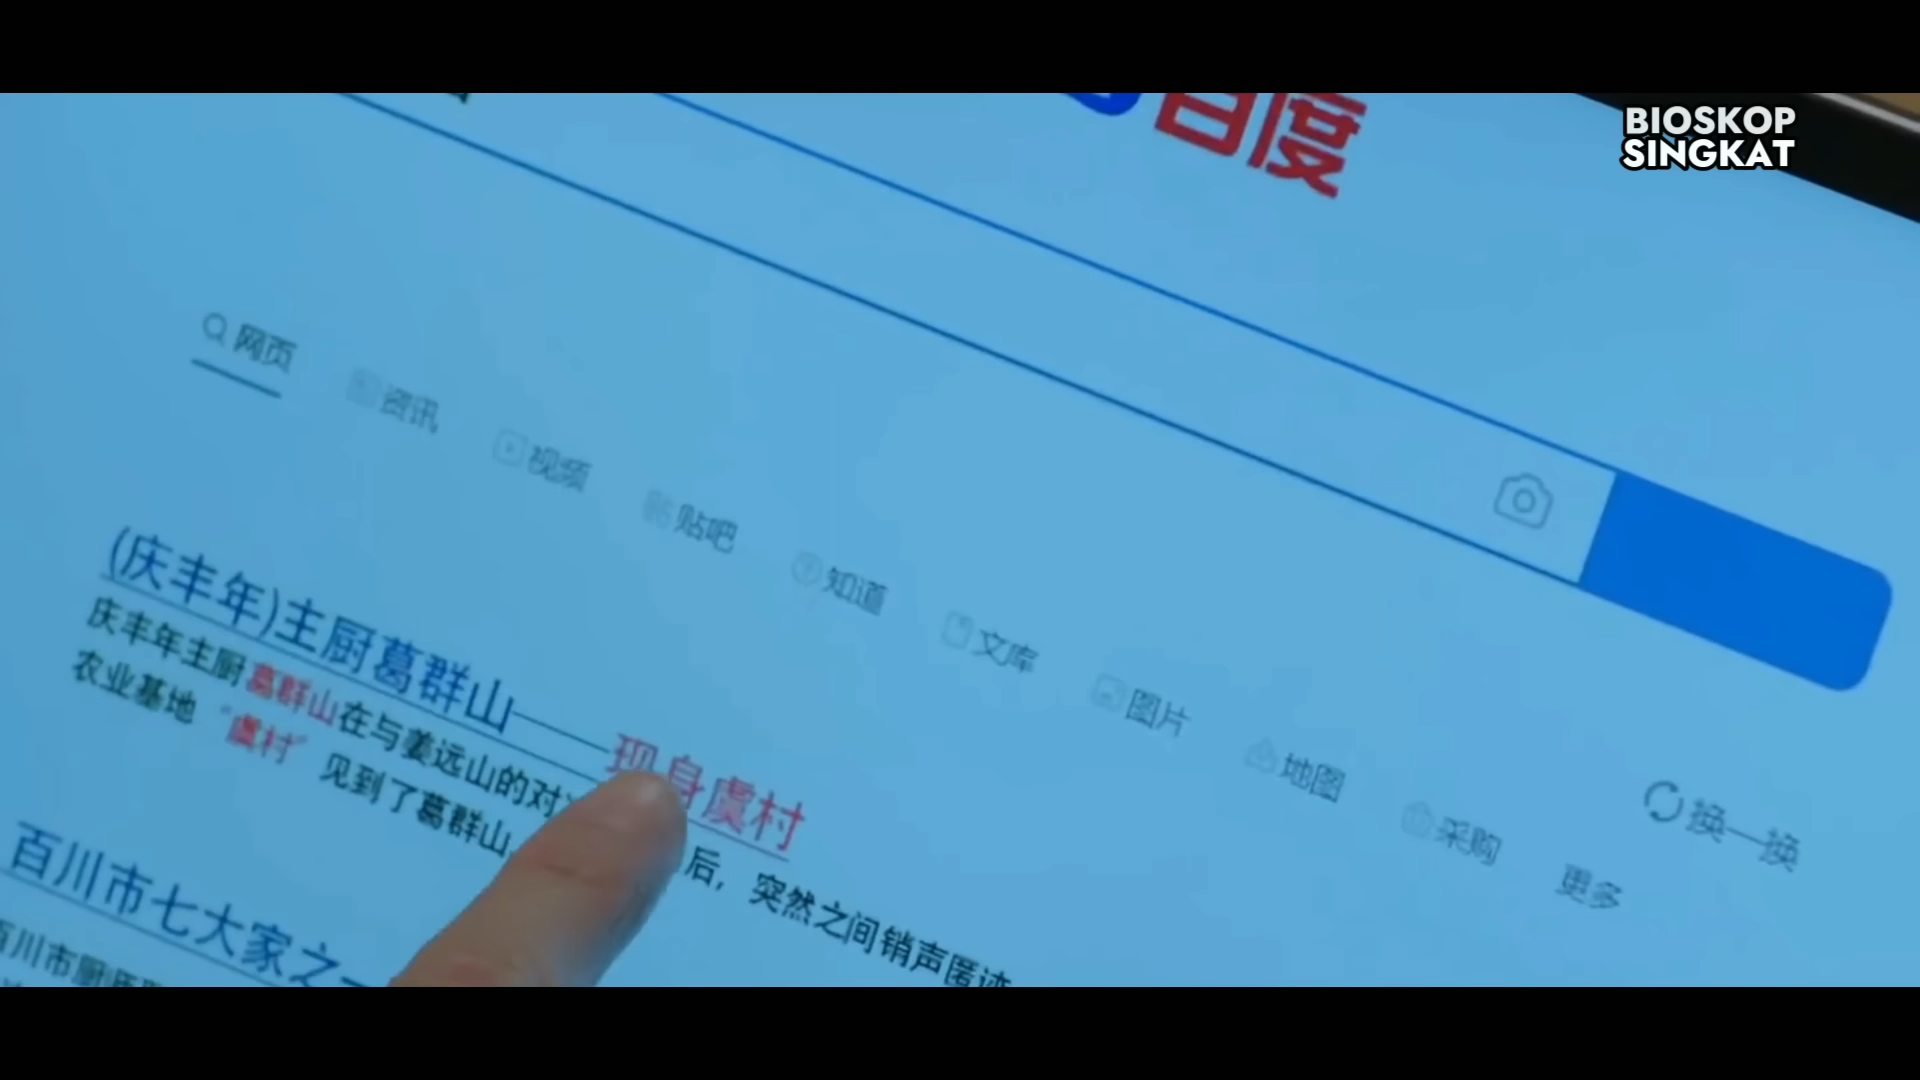 百度
BIOSKOP
SINGKAT
网页 资讯 视频 贴吧 知道 文库 图片 地图 采购 更多
换一换
(庆丰年)主厨葛群山——现身虞村
庆丰年主厨葛群山在与姜远山的对 后,突然之间销声匿迹
农业基地“虞村”见到了葛群山
百川市七大家之一
百川市厨